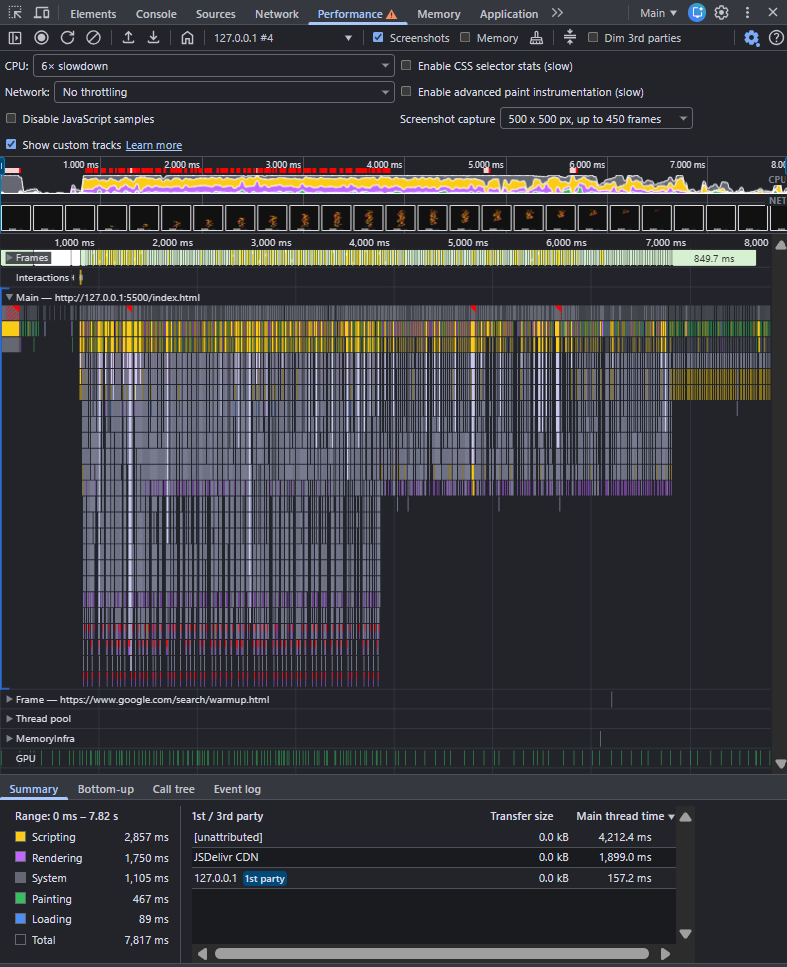 Elements Console Sources Network Performance Memory Application Main
127.0.0.1 #4 Screenshots Memory Dim 3rd parties
CPU: 6× slowdown Enable CSS selector stats (slow)
Network: No throttling Enable advanced paint instrumentation (slow)
Disable JavaScript samples Screenshot capture 500 x 500 px, up to 450 frames
Show custom tracks Learn more
1,000 ms 2,000 ms 3,000 ms 4,000 ms 5,000 ms 6,000 ms 7,000 ms 8,00
CPU
NET
1,000 ms 2,000 ms 3,000 ms 4,000 ms 5,000 ms 6,000 ms 7,000 ms 8,000
Frames 849.7 ms
Interactions
Main — http://127.0.0.1:5500/index.html
Frame — https://www.google.com/search/warmup.html
Thread pool
MemoryInfra
GPU
Summary Bottom-up Call tree Event log
Range: 0 ms – 7.82 s 1st / 3rd party Transfer size Main thread time
Scripting 2,857 ms [unattributed] 0.0 kB 4,212.4 ms
Rendering 1,750 ms JSDelivr CDN 0.0 kB 1,899.0 ms
System 1,105 ms 127.0.0.1 1st party 0.0 kB 157.2 ms
Painting 467 ms
Loading 89 ms
Total 7,817 ms